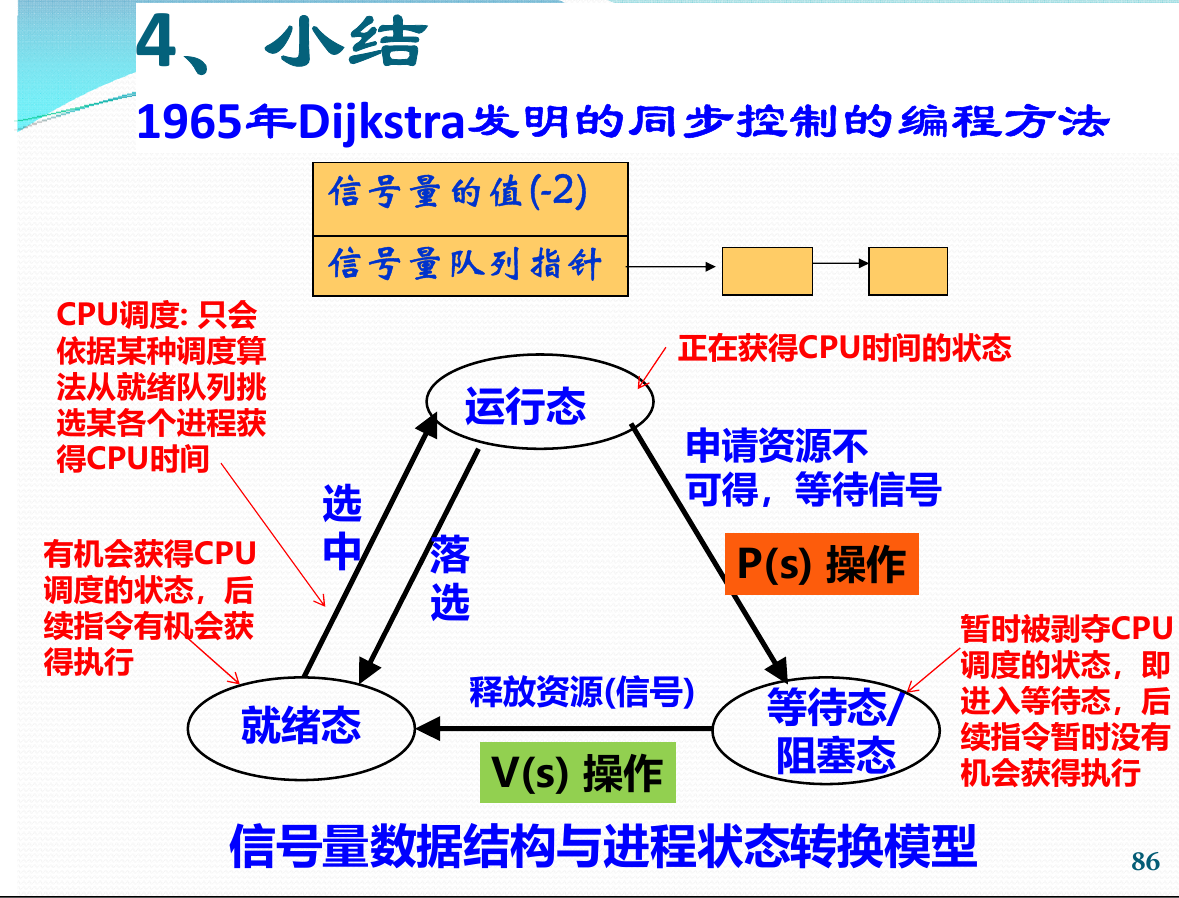 4、小结
1965年Dijkstra发明的同步控制的编程方法
信号量的值(-2)
信号量队列指针
CPU调度: 只会
依据某种调度算
法从就绪队列挑
选某各个进程获
得CPU时间
正在获得CPU时间的状态
运行态
申请资源不
可得，等待信号
选
中
落
选
P(s) 操作
有机会获得CPU
调度的状态，后
续指令有机会获
得执行
暂时被剥夺CPU
调度的状态，即
进入等待态，后
续指令暂时没有
机会获得执行
释放资源(信号)
就绪态
等待态/
阻塞态
V(s) 操作
信号量数据结构与进程状态转换模型
86